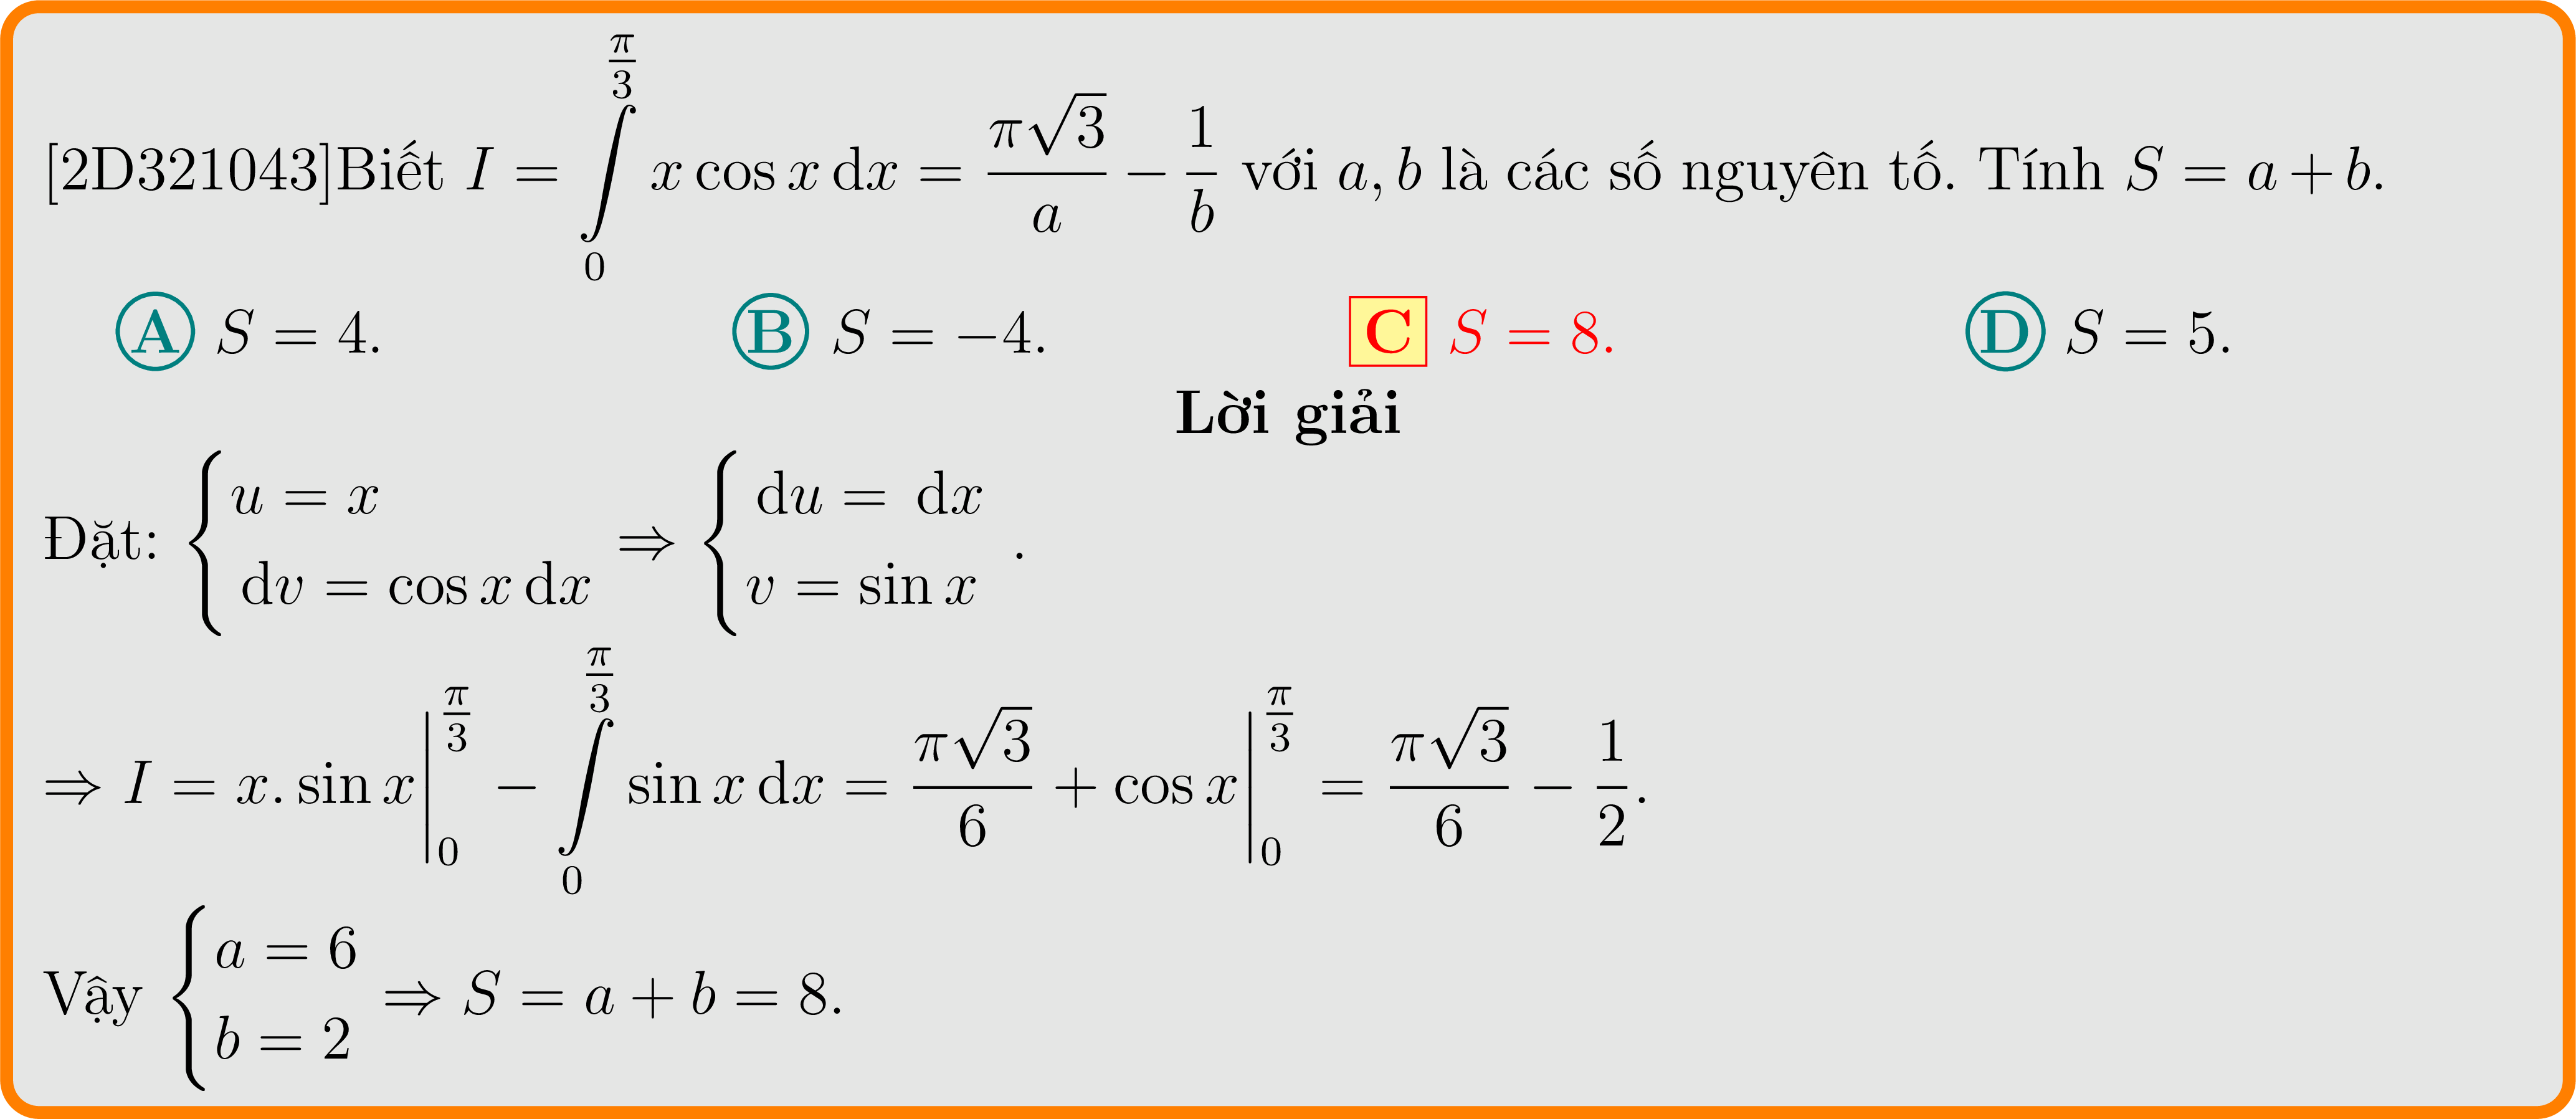 [2D321043]Biết $I = \int\limits_0^{\frac{\pi}{3}} x \cos x \, \mathrm{d}x = \frac{\pi\sqrt{3}}{a} - \frac{1}{b}$ với $a, b$ là các số nguyên tố. Tính $S = a + b$.
A $S = 4.$ B $S = -4.$ C $S = 8.$ D $S = 5.$
Lời giải
Đặt: $\begin{cases} u = x \\ \mathrm{d}v = \cos x \, \mathrm{d}x \end{cases} \Rightarrow \begin{cases} \mathrm{d}u = \mathrm{d}x \\ v = \sin x \end{cases}.$
$\Rightarrow I = x.\sin x \Big|_0^{\frac{\pi}{3}} - \int\limits_0^{\frac{\pi}{3}} \sin x \, \mathrm{d}x = \frac{\pi\sqrt{3}}{6} + \cos x \Big|_0^{\frac{\pi}{3}} = \frac{\pi\sqrt{3}}{6} - \frac{1}{2}.$
Vậy $\begin{cases} a = 6 \\ b = 2 \end{cases} \Rightarrow S = a + b = 8.$